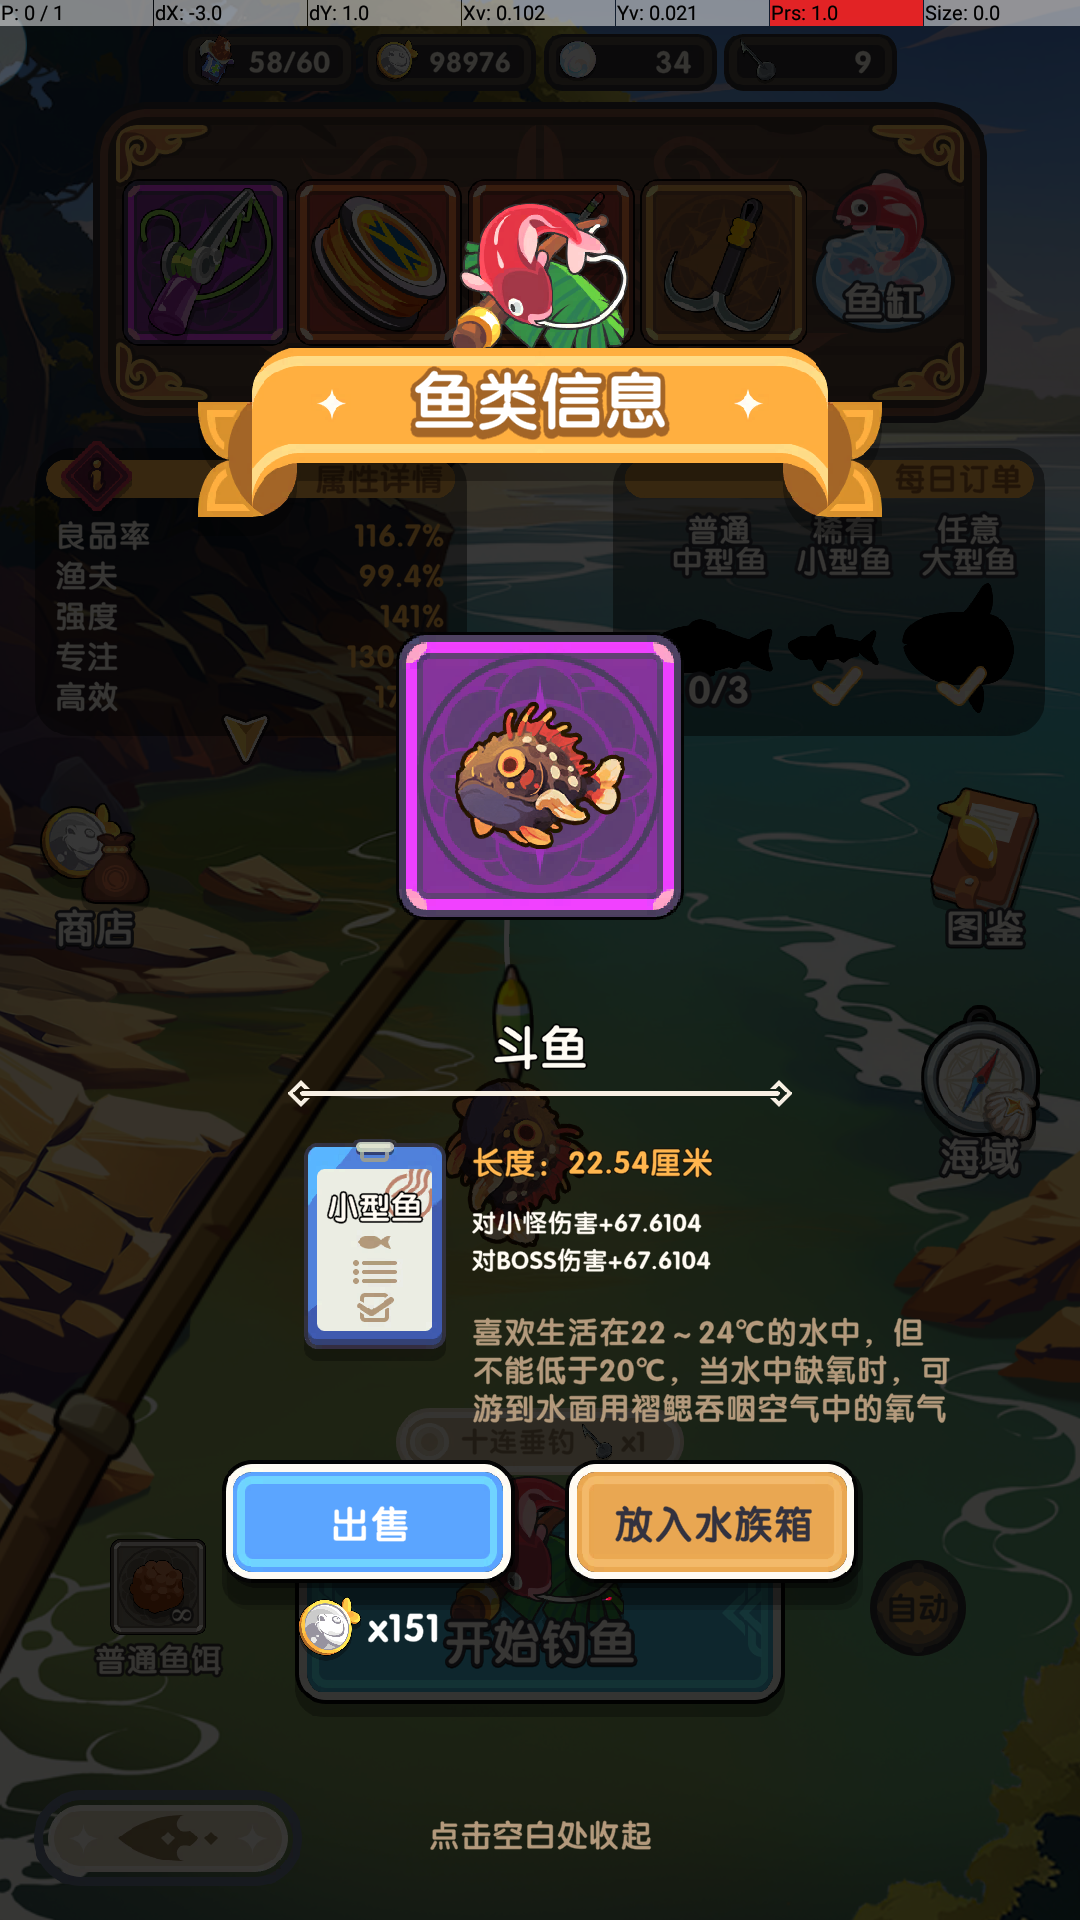 P: 0 / 1 dX: -3.0 dY: 1.0 Xv: 0.102 Yv: 0.021 Prs: 1.0 Size: 0.0
58/60 98976 34 9
鱼缸
鱼类信息
属性详情
每日订单
良品率 116.7%
渔夫 99.4%
强度 141%
专注 130
高效 17
普通 稀有 任意
中型鱼 小型鱼 大型鱼
0/3
商店
图鉴
斗鱼
海域
小型鱼
长度：22.54厘米
对小怪伤害+67.6104
对BOSS伤害+67.6104
喜欢生活在22～24℃的水中，但
不能低于20℃，当水中缺氧时，可
游到水面用褶鳃吞咽空气中的氧气
十连垂钓 x1
出售
放入水族箱
x151
开始钓鱼
∞
普通鱼饵
自动
点击空白处收起